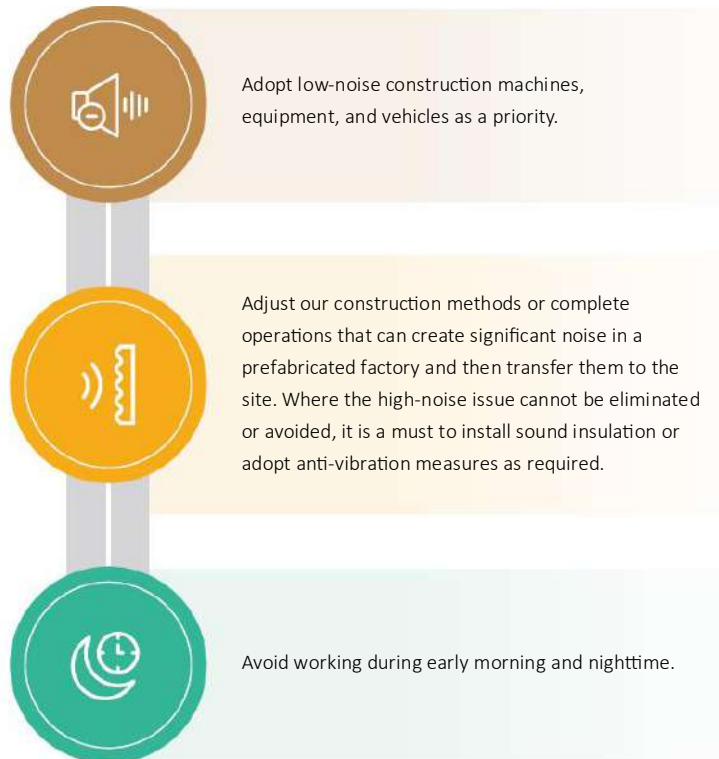 Adopt low-noise construction machines,
equipment, and vehicles as a priority.
Adjust our construction methods or complete
operations that can create significant noise in a
prefabricated factory and then transfer them to the
site. Where the high-noise issue cannot be eliminated
or avoided, it is a must to install sound insulation or
adopt anti-vibration measures as required.
Avoid working during early morning and nighttime.